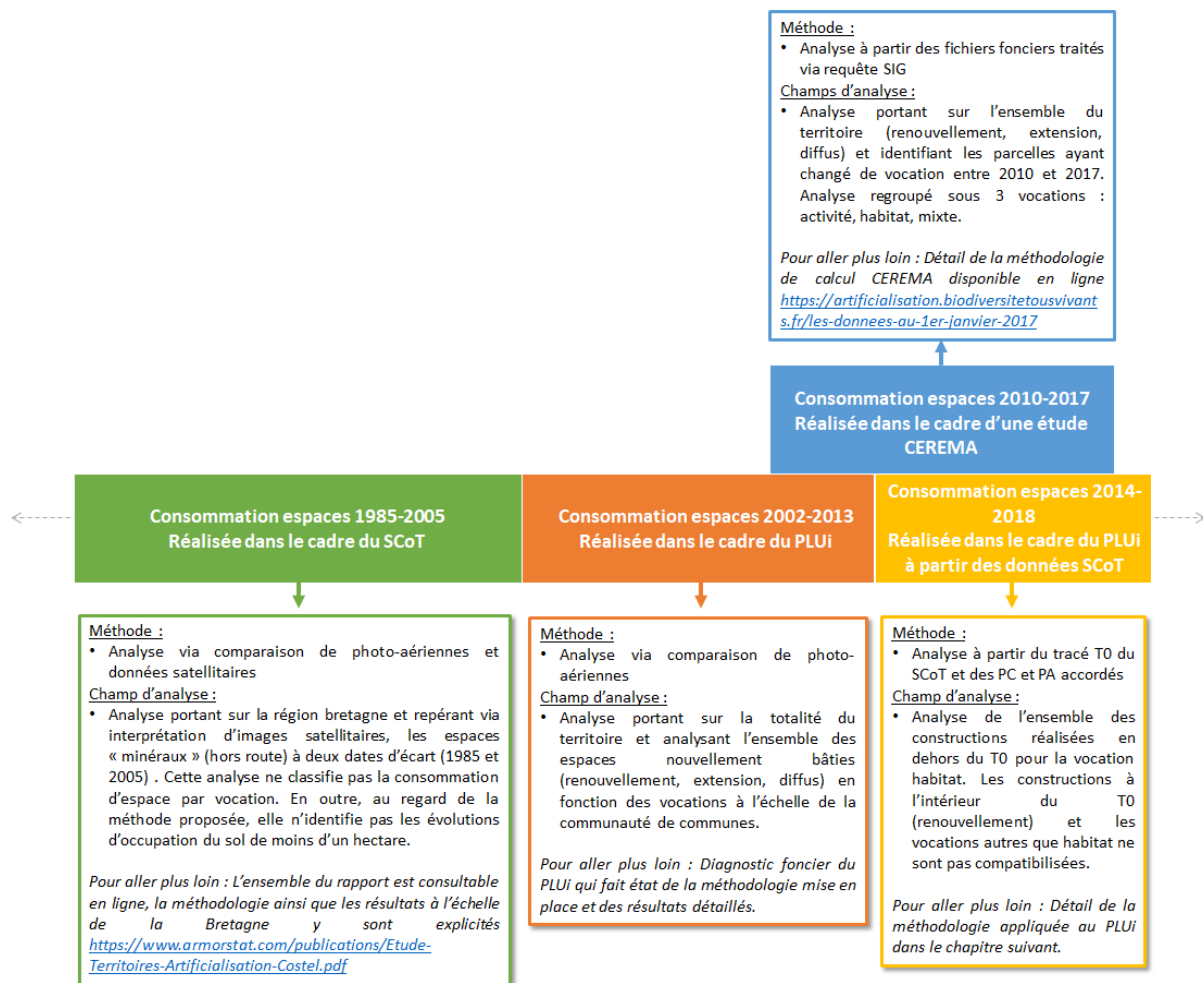 Méthode :
• Analyse à partir des fichiers fonciers traités
via requête SIG
Champs d'analyse :
• Analyse portant sur l'ensemble du
territoire (renouvellement, extension,
diffus) et identifiant les parcelles ayant
changé de vocation entre 2010 et 2017.
Analyse regroupé sous 3 vocations :
activité, habitat, mixte.
Pour aller plus loin : Détail de la méthodologie
de calcul CEREMA disponible en ligne
https://artificialisation.biodiversitetousvivant
s.fr/les-donnees-au-1er-janvier-2017
Consommation espaces 2010-2017
Réalisée dans le cadre d'une étude
CEREMA
Consommation espaces 1985-2005
Réalisée dans le cadre du SCoT
Consommation espaces 2002-2013
Réalisée dans le cadre du PLUi
Consommation espaces 2014-
2018
Réalisée dans le cadre du PLUi
à partir des données SCoT
Méthode :
• Analyse via comparaison de photo-aériennes et
données satellitaires
Champ d'analyse :
• Analyse portant sur la région bretagne et repérant via
interprétation d'images satellitaires, les espaces
« minéraux » (hors route) à deux dates d'écart (1985 et
2005) . Cette analyse ne classifie pas la consommation
d'espace par vocation. En outre, au regard de la
méthode proposée, elle n'identifie pas les évolutions
d'occupation du sol de moins d'un hectare.
Pour aller plus loin : L'ensemble du rapport est consultable
en ligne, la méthodologie ainsi que les résultats à l'échelle
de la Bretagne y sont explicités
https://www.armorstat.com/publications/Etude-
Territoires-Artificialisation-Costel.pdf
Méthode :
• Analyse via comparaison de photo-
aériennes
Champ d'analyse :
• Analyse portant sur la totalité du
territoire et analysant l'ensemble des
espaces nouvellement bâties
(renouvellement, extension, diffus) en
fonction des vocations à l'échelle de la
communauté de communes.
Pour aller plus loin : Diagnostic foncier du
PLUi qui fait état de la méthodologie mise en
place et des résultats détaillés.
Méthode :
• Analyse à partir du tracé T0 du
SCoT et des PC et PA accordés
Champ d'analyse :
• Analyse de l'ensemble des
constructions réalisées en
dehors du T0 pour la vocation
habitat. Les constructions à
l'intérieur du T0
(renouvellement) et les
vocations autres que habitat ne
sont pas compatibilisées.
Pour aller plus loin : Détail de la
méthodologie appliquée au PLUi
dans le chapitre suivant.